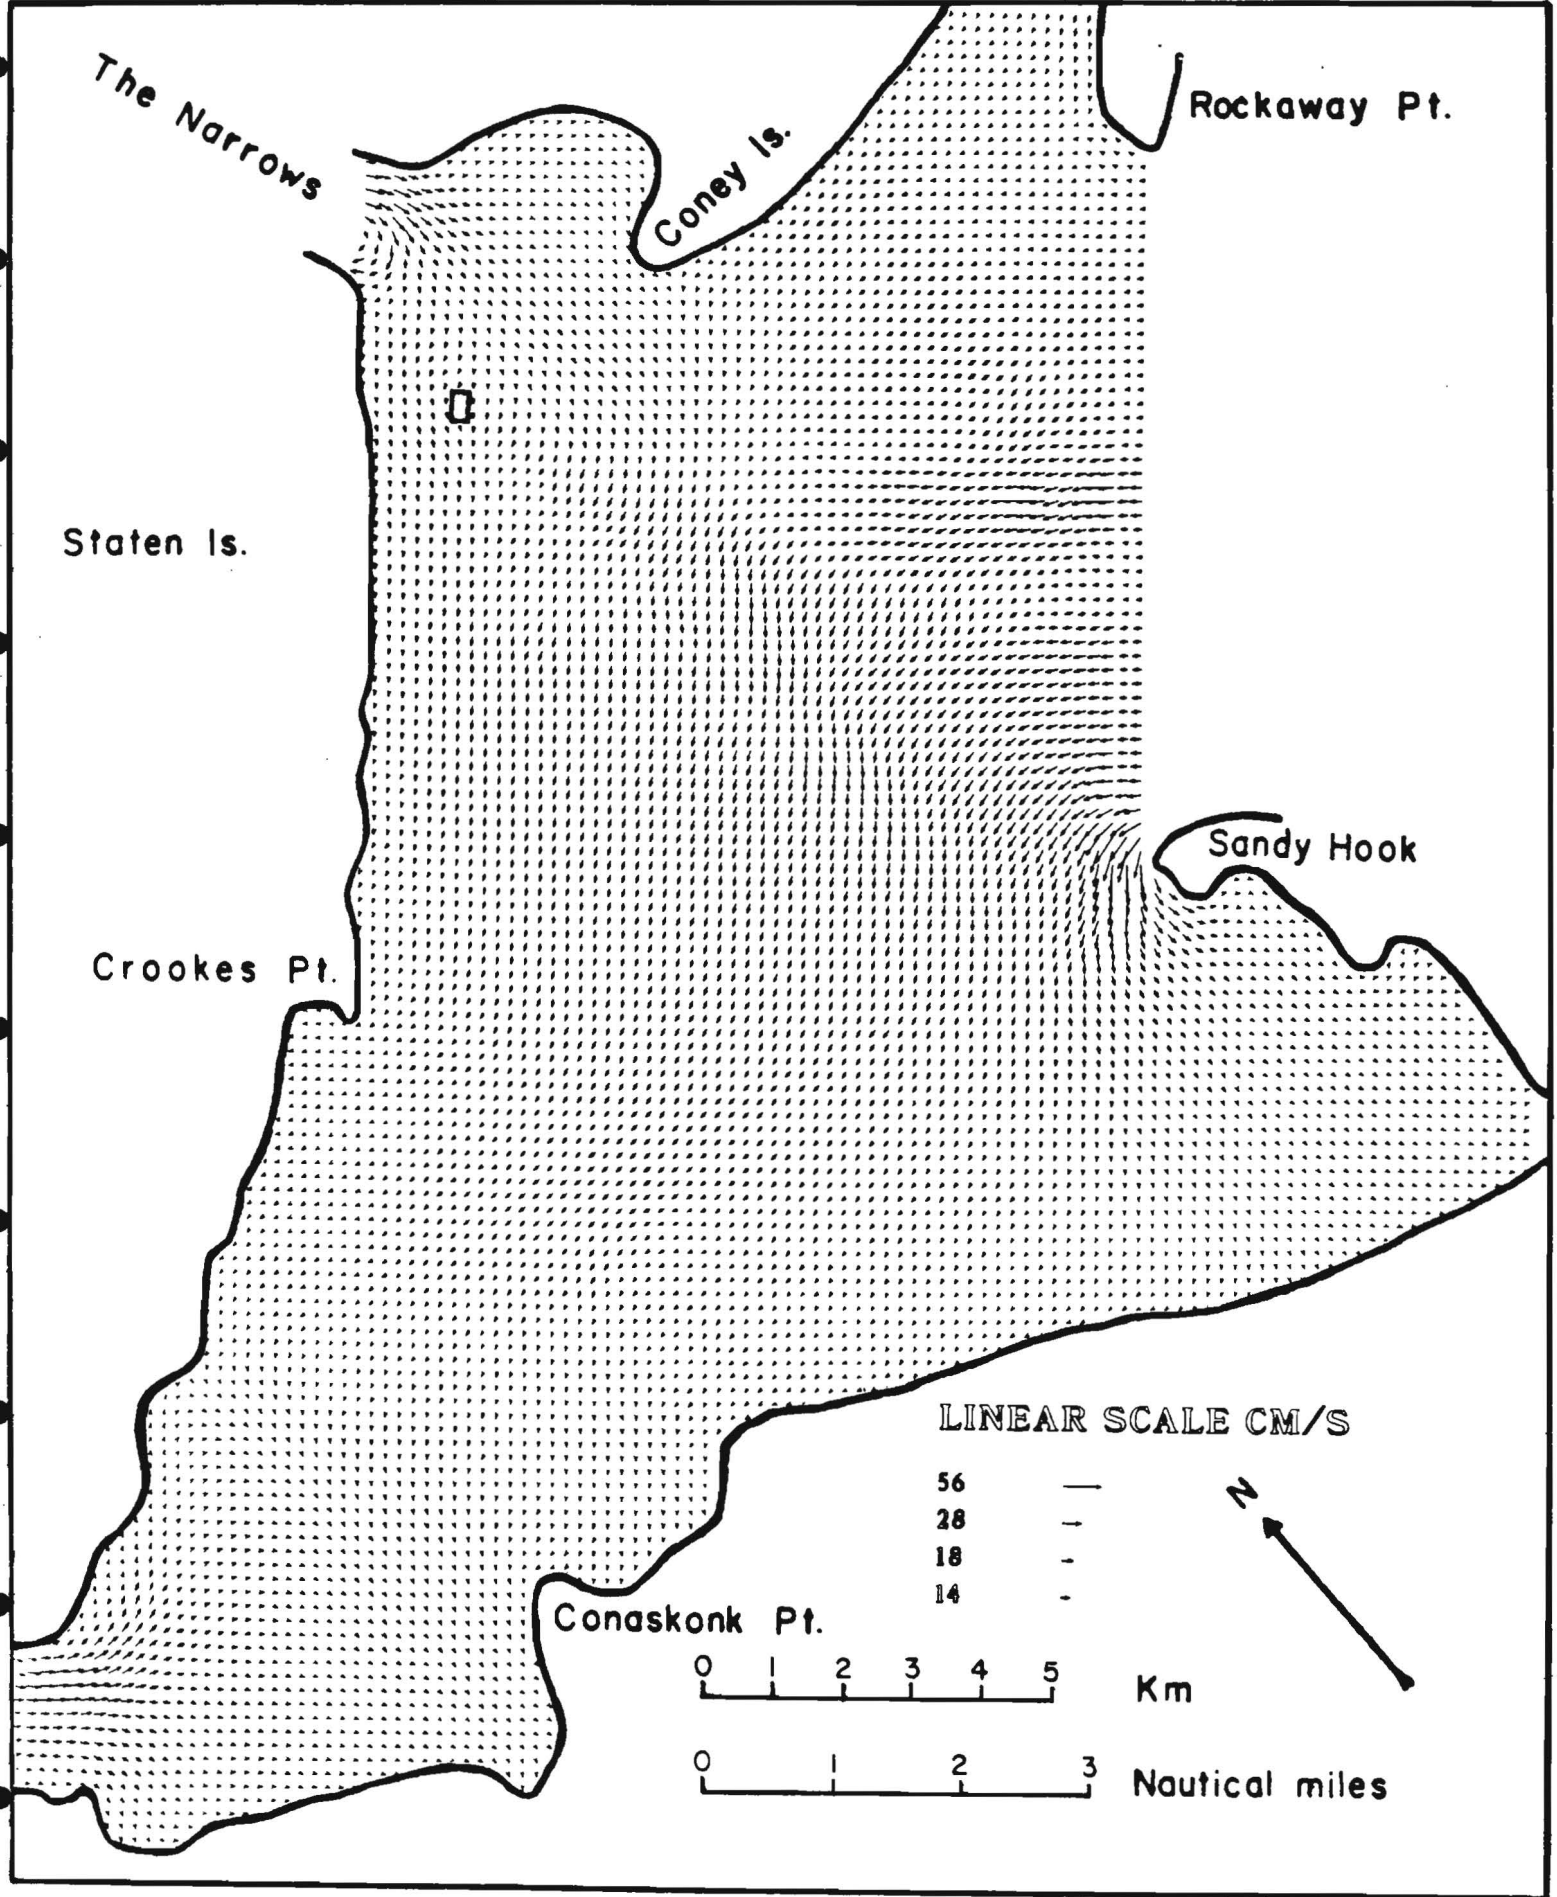 The Narrows
Rockaway Pt.
Coney Is.
Staten Is.
Sandy Hook
Crookes Pt.
LINEAR SCALE CM/S
56
28
18
14
N
Conaskonk Pt.
0 1 2 3 4 5
Km
0 1 2 3
Nautical miles